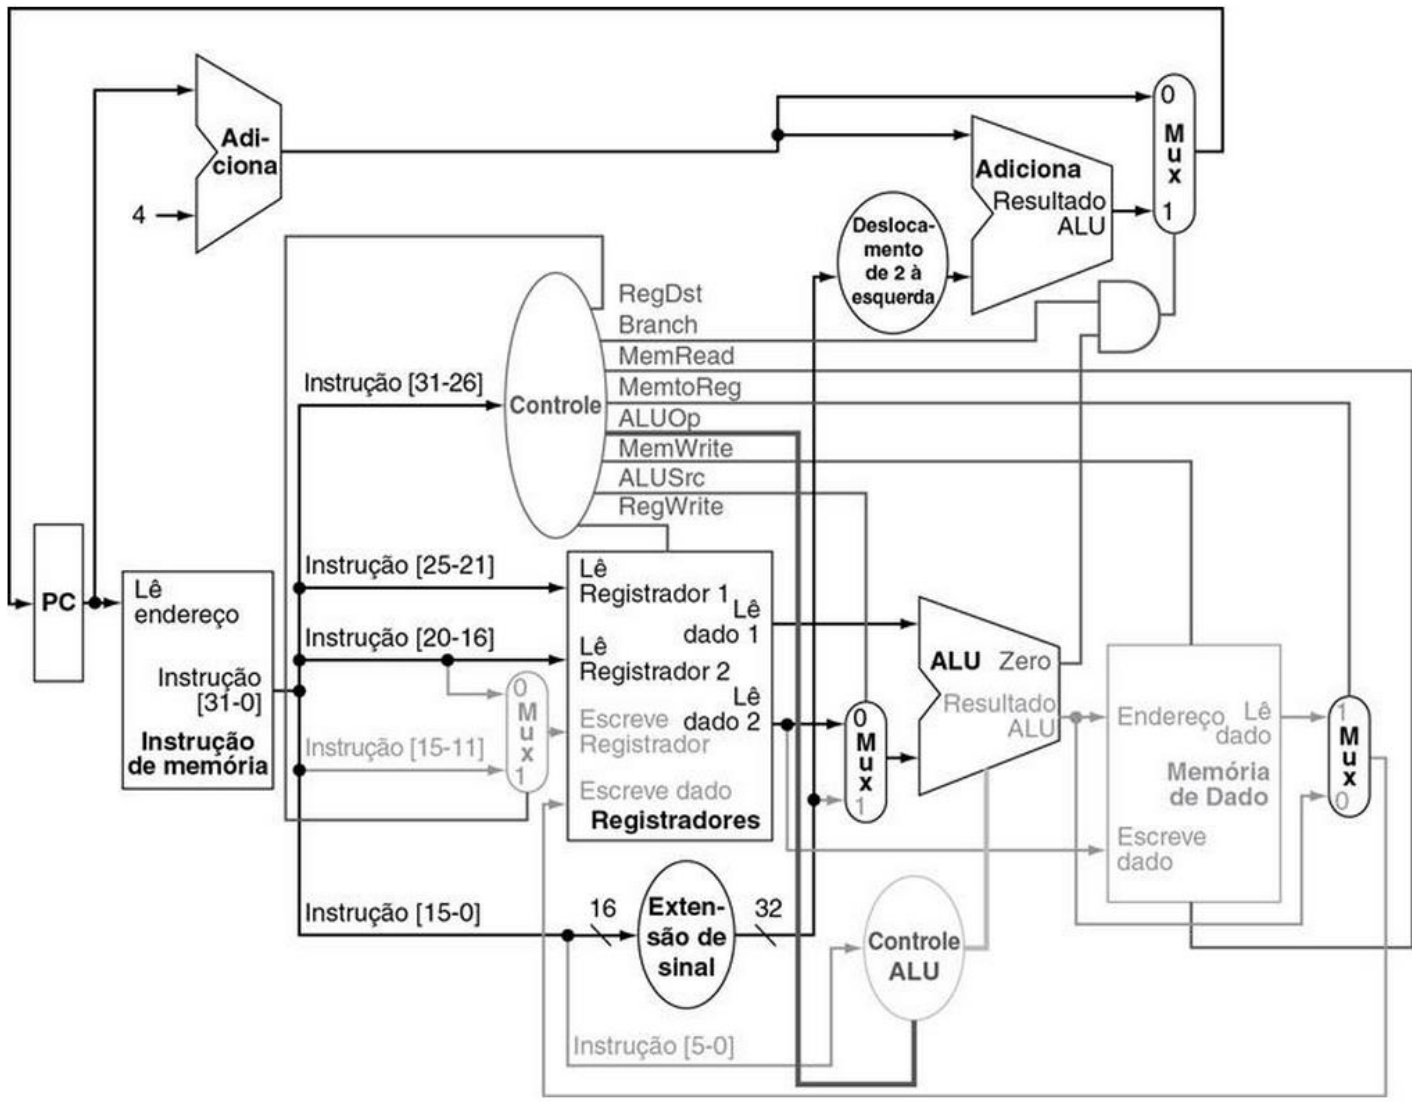 Adi-
ciona
4
0
M
u
x
1
Adiciona
Resultado
ALU
Desloca-
mento
de 2 à
esquerda
RegDst
Branch
MemRead
MemtoReg
ALUOp
MemWrite
ALUSrc
RegWrite
Controle
Instrução [31-26]
PC
Lê
endereço
Instrução
[31-0]
Instrução
de memória
Instrução [25-21]
Instrução [20-16]
Instrução [15-11]
0
M
u
x
1
Lê
Registrador 1
Lê
dado 1
Lê
Registrador 2
Lê
dado 2
Escreve
Registrador
Escreve dado
Registradores
0
M
u
x
1
ALU Zero
Resultado
ALU
Endereço
Lê
dado
Memória
de Dado
Escreve
dado
1
M
u
x
0
Instrução [15-0]
16
Exten-
são de
sinal
32
Controle
ALU
Instrução [5-0]